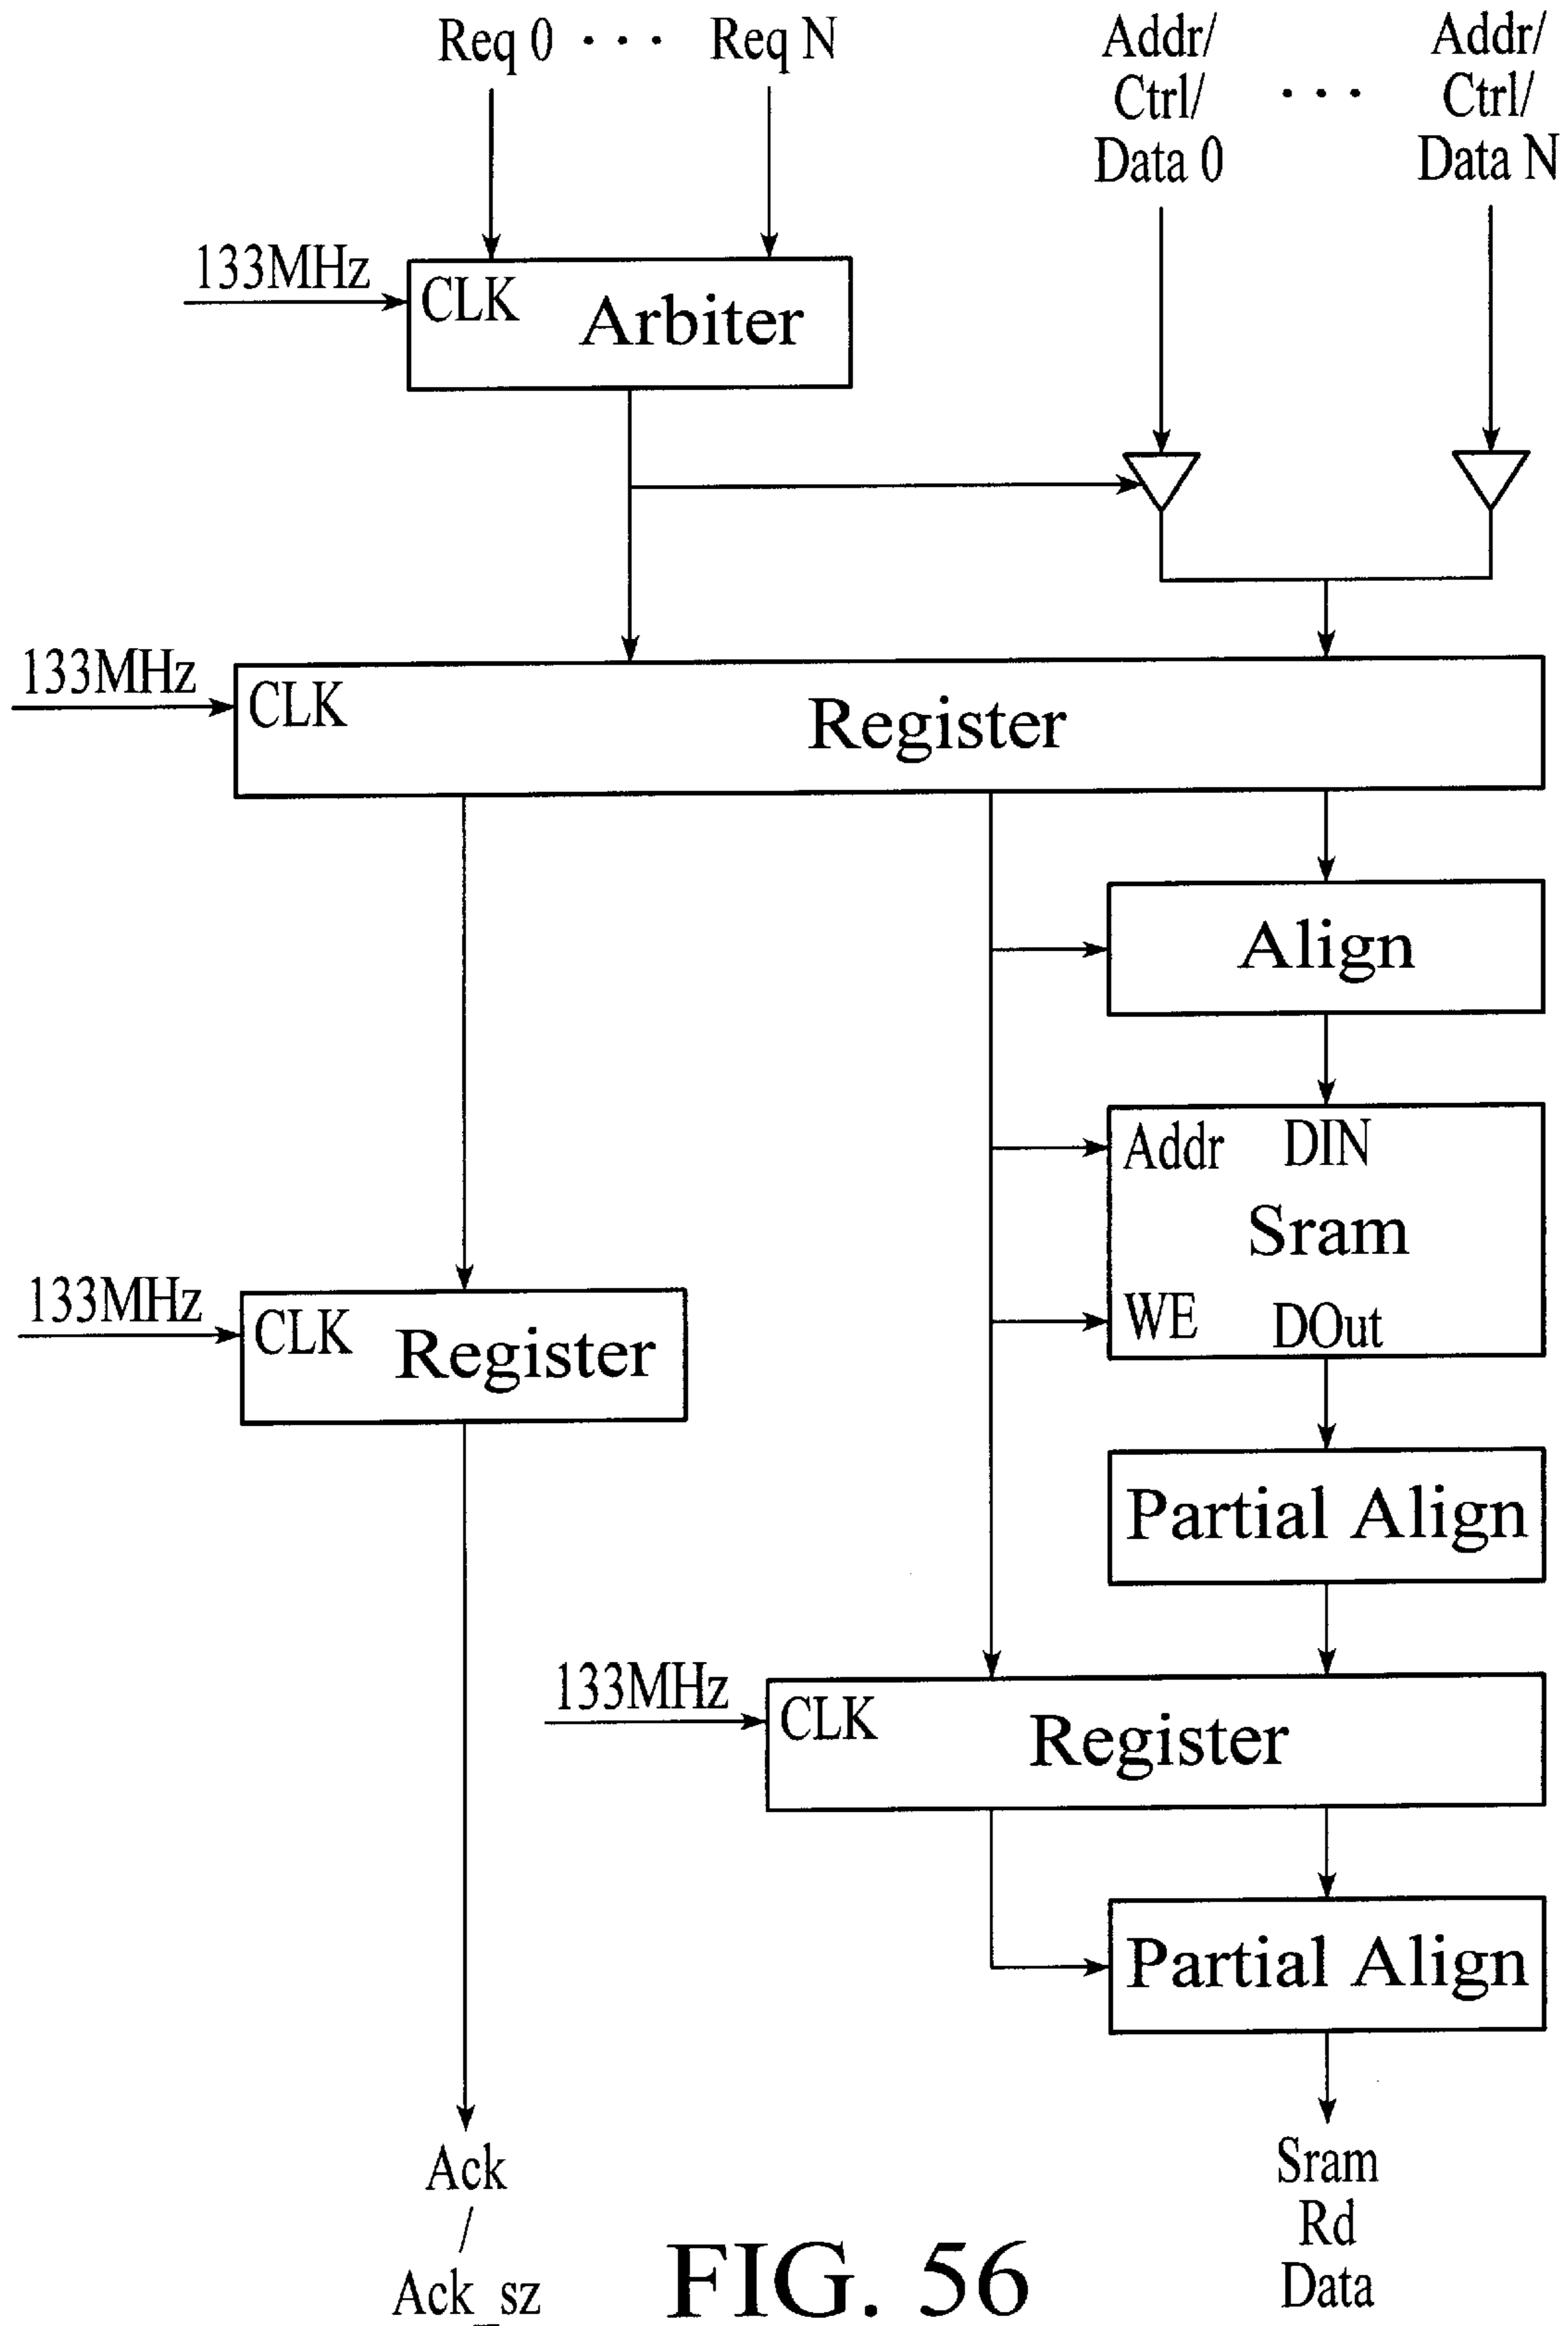 Req 0 · · · Req N
Addr/
Ctrl/
Data 0
· · ·
Addr/
Ctrl/
Data N
133MHz
CLK
Arbiter
133MHz
CLK
Register
Align
Addr
DIN
Sram
WE
DOut
133MHz
CLK
Register
Partial Align
133MHz
CLK
Register
Partial Align
Ack
/
Ack_sz
Sram
Rd
Data
FIG. 56